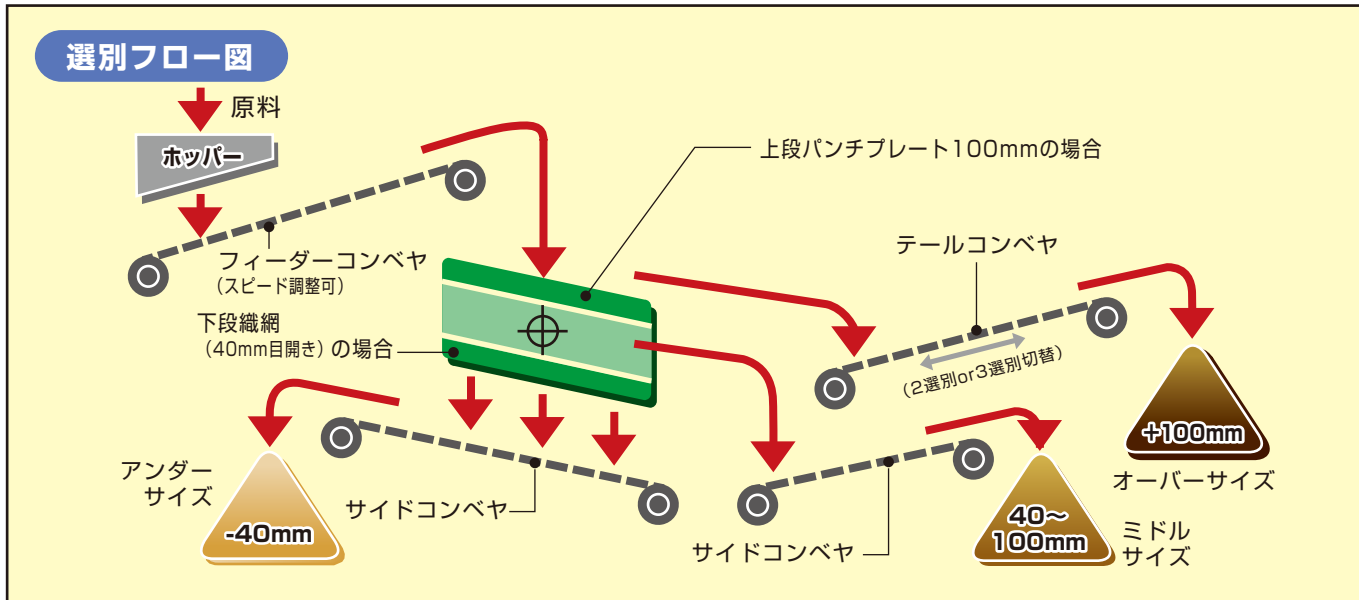 選別フロー図
原料
ホッパー
上段パンチプレート100mmの場合
フィーダーコンベヤ
（スピード調整可）
テールコンベヤ
下段織網
（40mm目開き）の場合
（2選別or3選別切替）
+100mm
オーバーサイズ
アンダー
サイズ
-40mm
サイドコンベヤ
サイドコンベヤ
40～
100mm
ミドル
サイズ